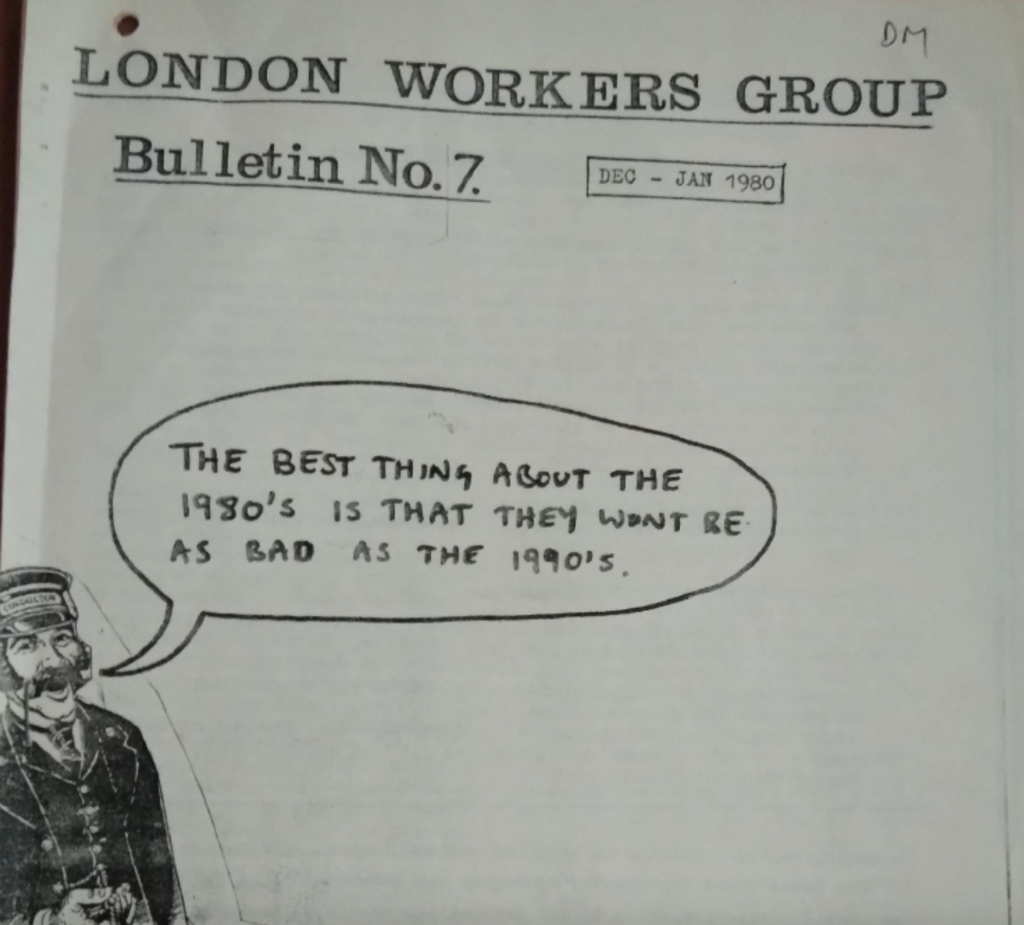 DM
LONDON WORKERS GROUP
Bulletin No. 7.
DEC - JAN 1980
THE BEST THING ABOUT THE
1980'S IS THAT THEY WONT BE
AS BAD AS THE 1990'S.
CONDUCTOR